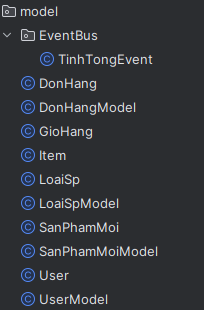 model
EventBus
TinhTongEvent
DonHang
DonHangModel
GioHang
Item
LoaiSp
LoaiSpModel
SanPhamMoi
SanPhamMoiModel
User
UserModel